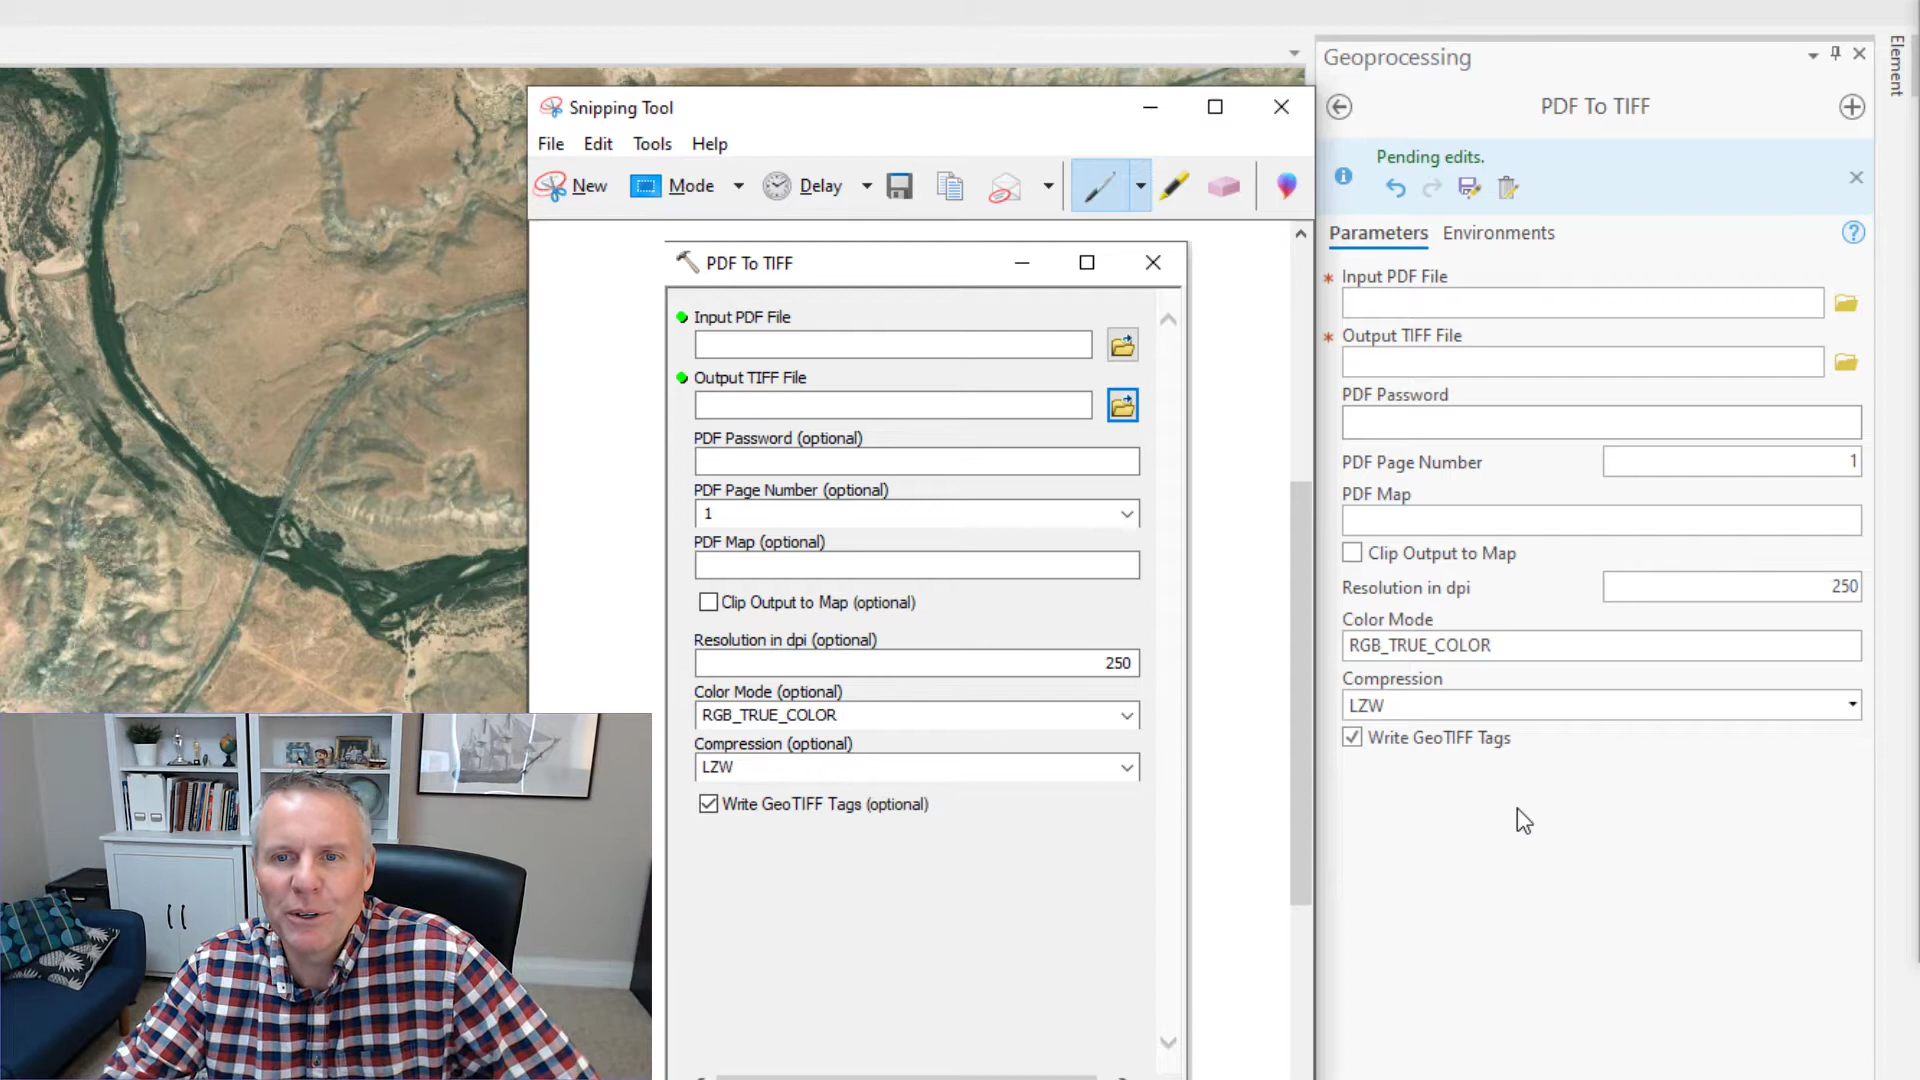 Geoprocessing
Element
PDF To TIFF
Pending edits.
Parameters Environments
Input PDF File
Output TIFF File
PDF Password
PDF Page Number 1
PDF Map
Clip Output to Map
Resolution in dpi 250
Color Mode
RGB_TRUE_COLOR
Compression
LZW
Write GeoTIFF Tags
Snipping Tool
File Edit Tools Help
New Mode Delay
PDF To TIFF
Input PDF File
Output TIFF File
PDF Password (optional)
PDF Page Number (optional)
1
PDF Map (optional)
Clip Output to Map (optional)
Resolution in dpi (optional)
250
Color Mode (optional)
RGB_TRUE_COLOR
Compression (optional)
LZW
Write GeoTIFF Tags (optional)